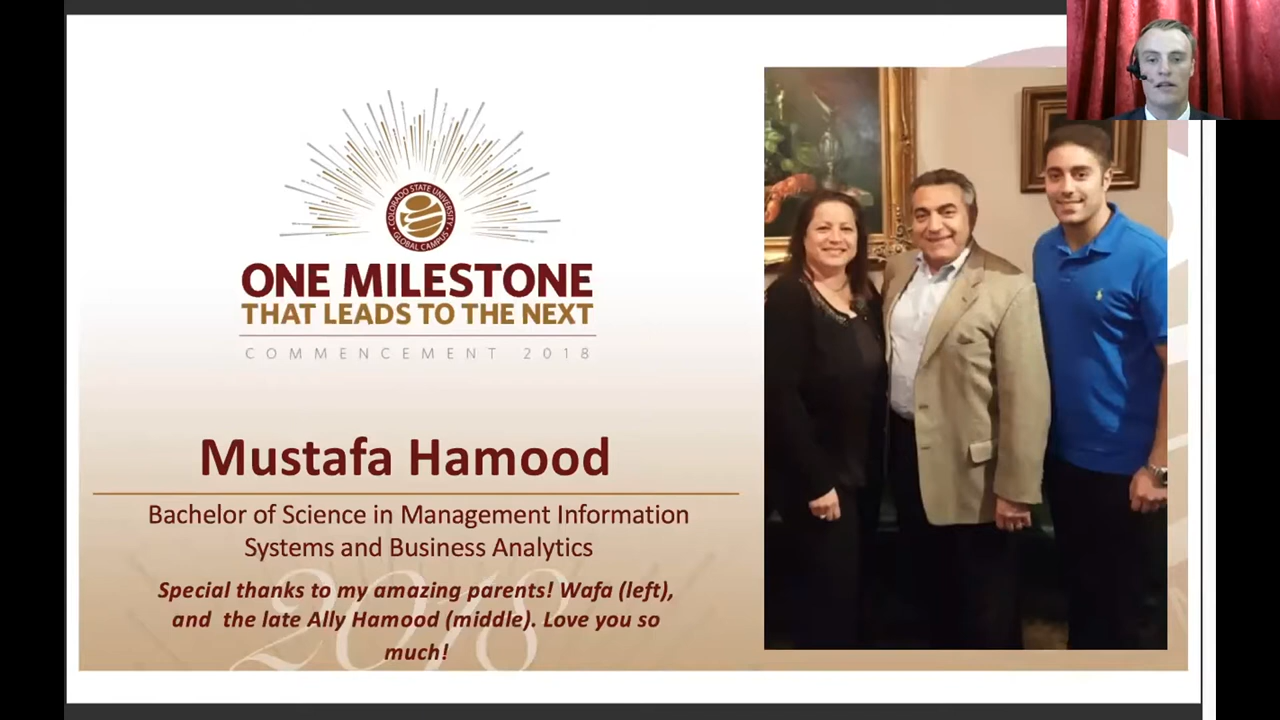 COLORADO STATE UNIVERSITY
GLOBAL CAMPUS
ONE MILESTONE
THAT LEADS TO THE NEXT
COMMENCEMENT 2018
Mustafa Hamood
Bachelor of Science in Management Information
Systems and Business Analytics
Special thanks to my amazing parents! Wafa (left),
and the late Ally Hamood (middle). Love you so
much!
2018